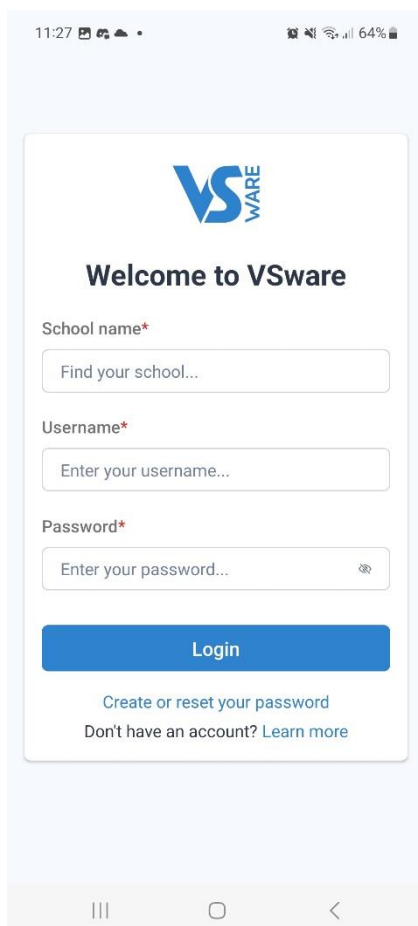 11:27 64%
VS WARE
Welcome to VSware
School name*
Find your school...
Username*
Enter your username...
Password*
Enter your password...
Login
Create or reset your password
Don't have an account? Learn more